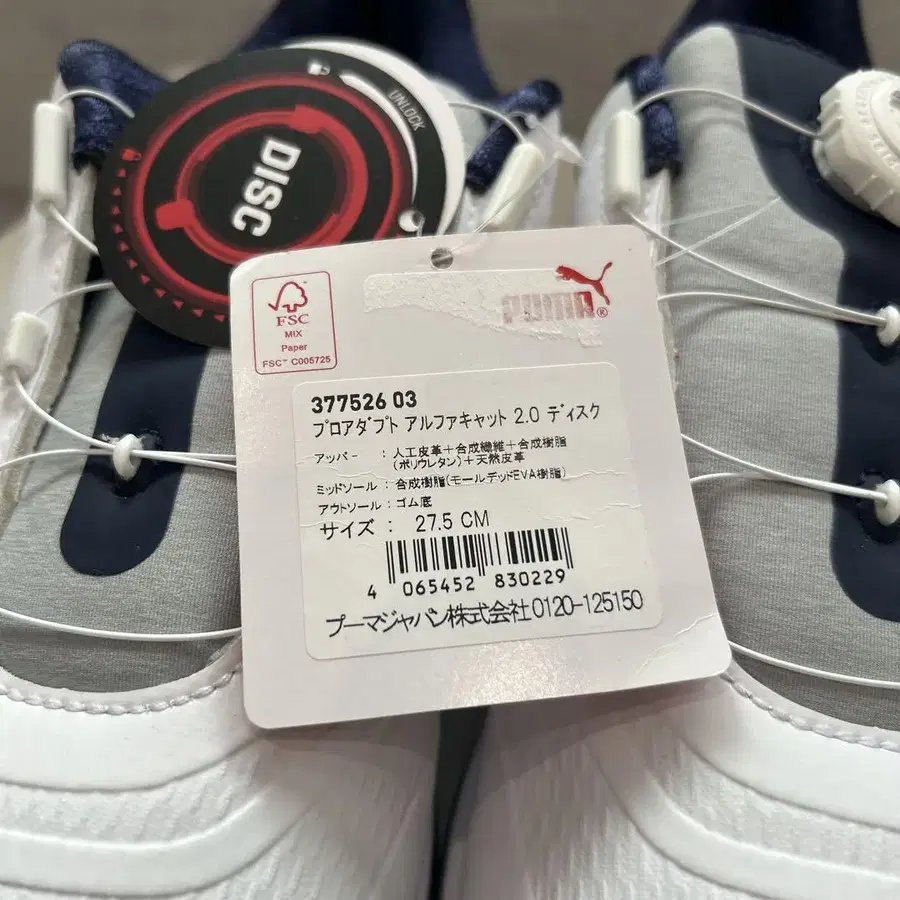 UNLOCK
DISC
FSC
MIX
Paper
FSC™ C005725
PUMA®
377526 03
プロアダプト アルファキャット 2.0 ディスク
アッパー : 人工皮革+合成繊維+合成樹脂
(ポリウレタン)+天然皮革
ミッドソール : 合成樹脂(モールデッドEVA樹脂)
アウトソール : ゴム底
サイズ : 27.5 CM
4 065452 830229
プーマジャパン株式会社0120-125150